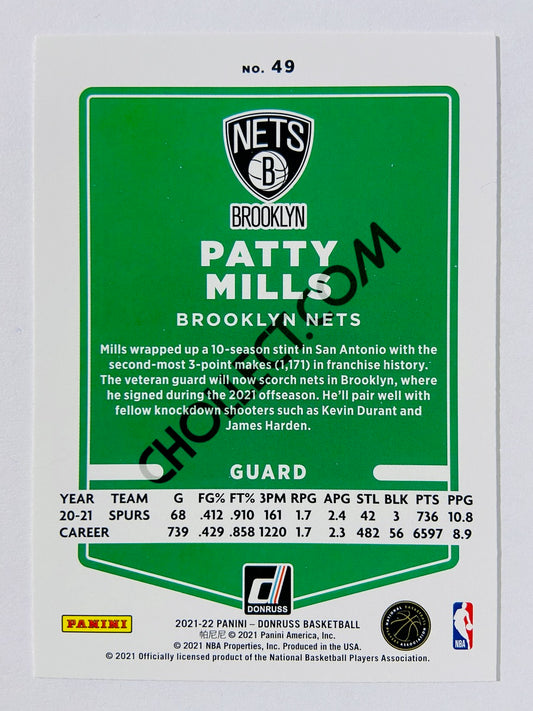 NO. 49
NETS
B
BROOKLYN
PATTY
MILLS
BROOKLYN NETS
Mills wrapped up a 10-season stint in San Antonio with the
second-most 3-point makes (1,171) in franchise history.
The veteran guard will now scorch nets in Brooklyn, where
he signed during the 2021 offseason. He'll pair well with
fellow knockdown shooters such as Kevin Durant and
James Harden.
CHOLLECT.COM
GUARD
YEAR TEAM G FG% FT% 3PM RPG APG STL BLK PTS PPG
20-21 SPURS 68 .412 .910 161 1.7 2.4 42 3 736 10.8
CAREER 739 .429 .858 1220 1.7 2.3 482 56 6597 8.9
DONRUSS
PANINI
2021-22 PANINI – DONRUSS BASKETBALL
帕尼尼 © 2021 Panini America, Inc.
© 2021 NBA Properties, Inc. Produced in the USA.
© 2021 Officially licensed product of the National Basketball Players Association.
NBA